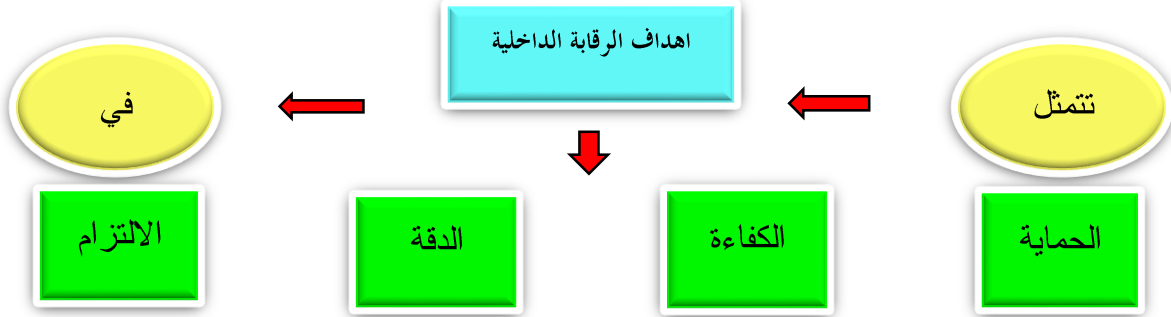 تتمثل
اهداف الرقابة الداخلية
في
الحماية
الكفاءة
الدقة
الالتزام